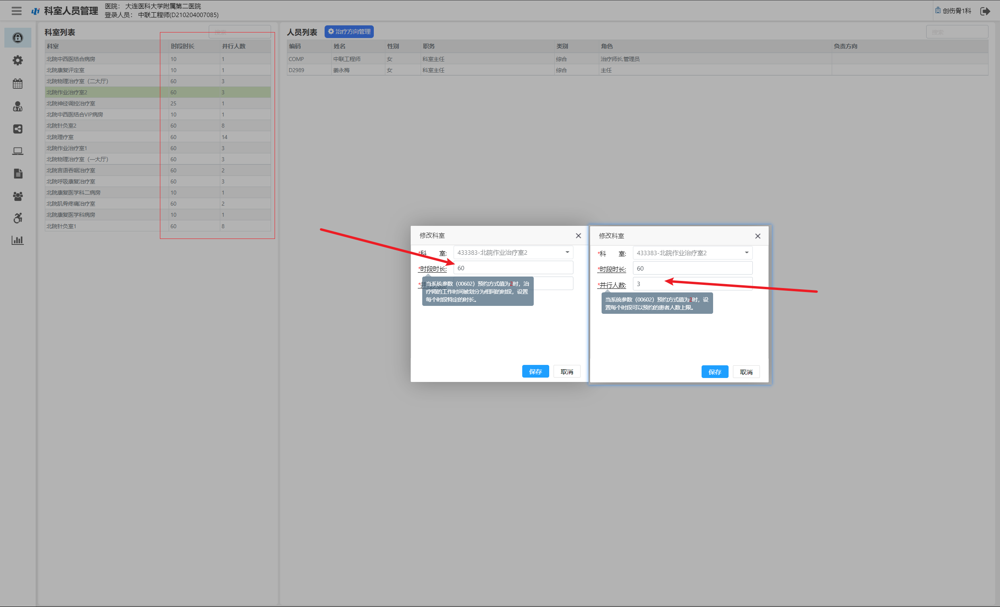 科室人员管理
医院： 大连医科大学附属第二医院
登录人员： 中联工程师(D210204007085)
创伤骨1科
科室列表
搜索
科室 时段时长 并行人数
北院中西医结合病房 10 1
北院康复评定室 10 1
北院物理治疗室（二大厅） 60 3
北院作业治疗室2 60 3
北院神经调控治疗室 25 1
北院中西医结合VIP病房 10 1
北院针灸室2 60 8
北院理疗室 60 14
北院作业治疗室1 60 3
北院物理治疗室（一大厅） 60 3
北院言语吞咽治疗室 60 2
北院呼吸康复治疗室 60 3
北院康复医学科二病房 10 1
北院肌骨疼痛治疗室 60 2
北院康复医学科病房 10 1
北院针灸室1 60 8
人员列表 治疗方向管理
搜索
编码 姓名 性别 职务 类别 角色 负责方向
COMP 中联工程师 女 科室主任 综合 治疗师长,管理员
D2989 姜永梅 女 科室主任 综合 主任
修改科室
*科 室: 433383-北院作业治疗室2
*时段时长: 60
当系统参数（00602）预约方式值为2时，治
疗师的工作时间被划分为相同的时段，设置
每个时段特定的时长。
保存 取消
修改科室
*科 室: 433383-北院作业治疗室2
*时段时长: 60
*并行人数: 3
当系统参数（00602）预约方式值为2时，设
置每个时段可以预约的患者人数上限。
保存 取消